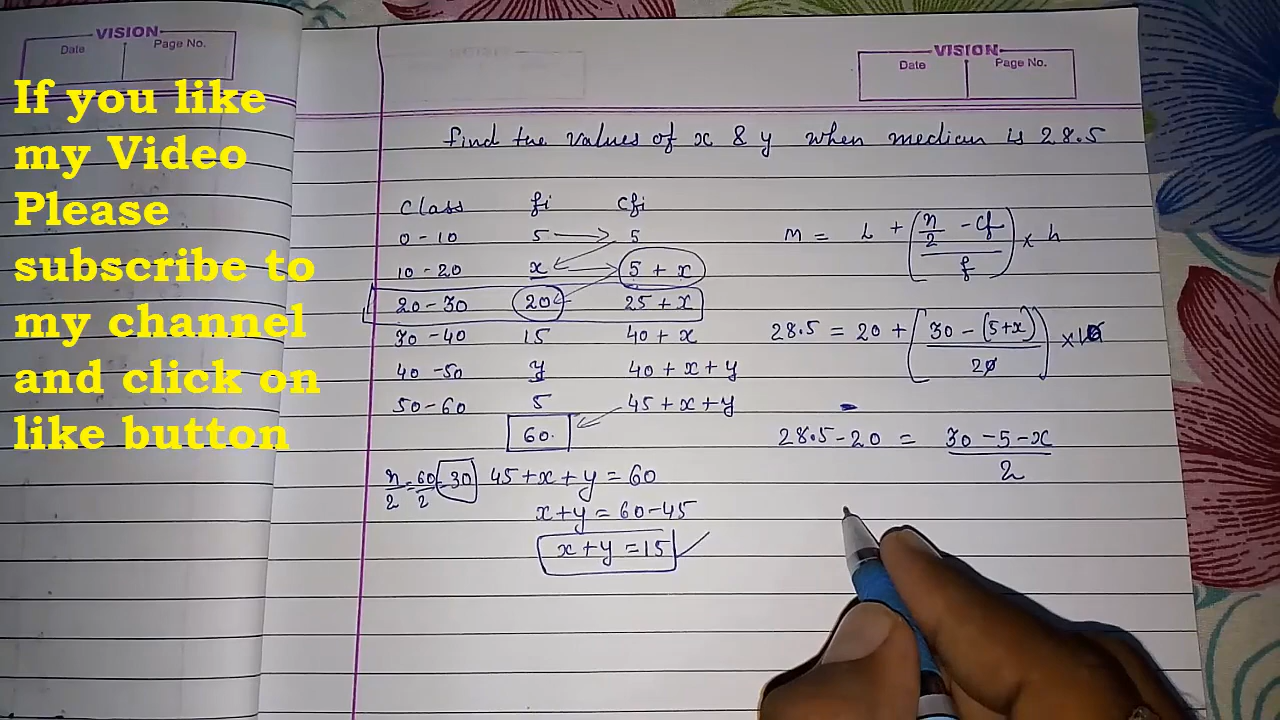 VISION
Date Page No.
VISION
Date Page No.
If you like
my Video
Please
subscribe to
my channel
and click on
like button
find the values of x & y when median is 28.5
Class fi Cfi
0-10 5 5
10-20 x 5 + x
20-30 20 25 + x
30-40 15 40 + x
40-50 y 40 + x + y
50-60 5 45 + x + y
60.
n/2 = 60/2 = 30 45 + x + y = 60
x + y = 60 - 45
x + y = 15 ✓
M = L + ((n/2 - Cf)/f) × h
28.5 = 20 + ((30 - (5+x))/20) × 10
28.5 - 20 = (30 - 5 - x)/2